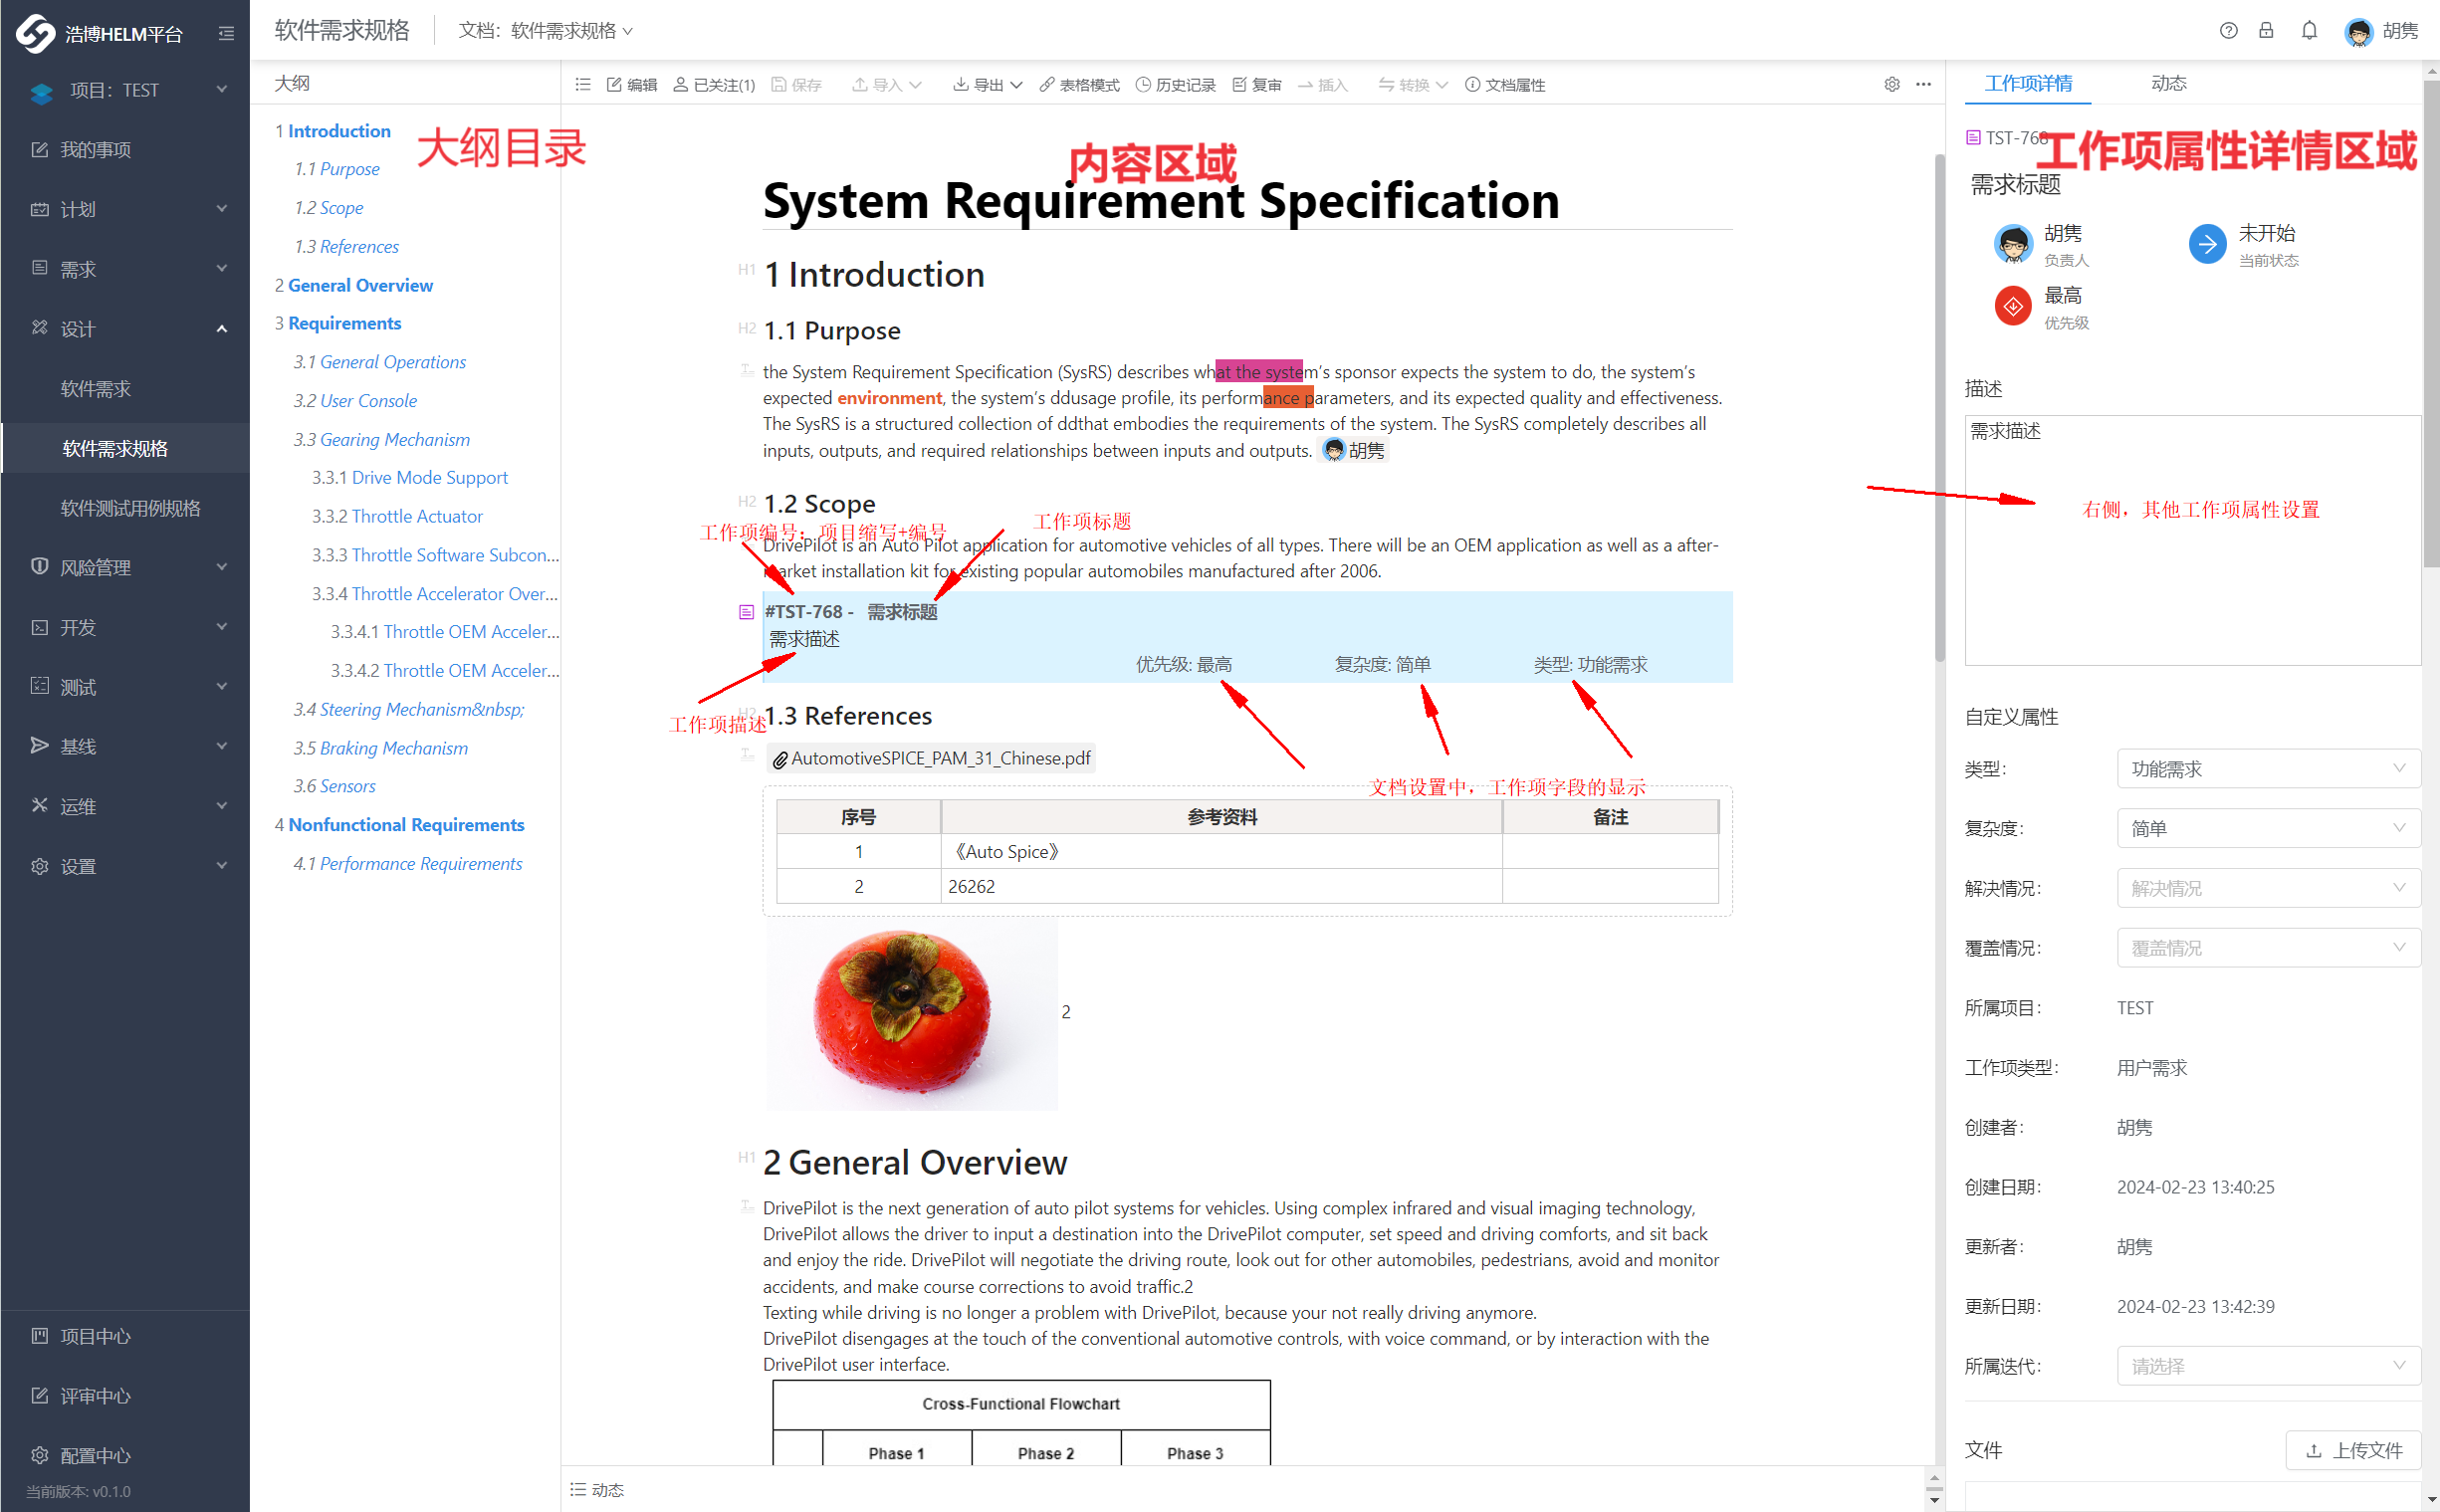 浩博HELM平台
项目：TEST
我的事项
计划
需求
设计
软件需求
软件需求规格
软件测试用例规格
风险管理
开发
测试
基线
运维
设置
项目中心
评审中心
配置中心
当前版本: v0.1.0
软件需求规格
文档：软件需求规格
胡隽
大纲
1 Introduction
大纲目录
1.1 Purpose
1.2 Scope
1.3 References
2 General Overview
3 Requirements
3.1 General Operations
3.2 User Console
3.3 Gearing Mechanism
3.3.1 Drive Mode Support
3.3.2 Throttle Actuator
3.3.3 Throttle Software Subcon...
3.3.4 Throttle Accelerator Over...
3.3.4.1 Throttle OEM Acceler...
3.3.4.2 Throttle OEM Acceler...
3.4 Steering Mechanism&nbsp;
3.5 Braking Mechanism
3.6 Sensors
4 Nonfunctional Requirements
4.1 Performance Requirements
编辑 已关注(1) 保存 导入 导出 表格模式 历史记录 复审 插入 转换 文档属性
内容区域
System Requirement Specification
H1 1 Introduction
H2 1.1 Purpose
the System Requirement Specification (SysRS) describes what the system’s sponsor expects the system to do, the system’s
expected environment, the system’s ddusage profile, its performance parameters, and its expected quality and effectiveness.
The SysRS is a structured collection of ddthat embodies the requirements of the system. The SysRS completely describes all
inputs, outputs, and required relationships between inputs and outputs. 胡隽
H2 1.2 Scope
工作项编号：项目缩写+编号
工作项标题
DrivePilot is an Auto Pilot application for automotive vehicles of all types. There will be an OEM application as well as a after-
market installation kit for existing popular automobiles manufactured after 2006.
#TST-768 - 需求标题
需求描述
优先级: 最高 复杂度: 简单 类型: 功能需求
工作项描述
H2 1.3 References
AutomotiveSPICE_PAM_31_Chinese.pdf
文档设置中，工作项字段的显示
序号 参考资料 备注
1 《Auto Spice》
2 26262
2
H1 2 General Overview
DrivePilot is the next generation of auto pilot systems for vehicles. Using complex infrared and visual imaging technology,
DrivePilot allows the driver to input a destination into the DrivePilot computer, set speed and driving comforts, and sit back
and enjoy the ride. DrivePilot will negotiate the driving route, look out for other automobiles, pedestrians, avoid and monitor
accidents, and make course corrections to avoid traffic.2
Texting while driving is no longer a problem with DrivePilot, because your not really driving anymore.
DrivePilot disengages at the touch of the conventional automotive controls, with voice command, or by interaction with the
DrivePilot user interface.
Cross-Functional Flowchart
Phase 1 Phase 2 Phase 3
动态
工作项详情 动态
TST-768
工作项属性详情区域
需求标题
胡隽
负责人
未开始
当前状态
最高
优先级
描述
需求描述
右侧，其他工作项属性设置
自定义属性
类型: 功能需求
复杂度: 简单
解决情况: 解决情况
覆盖情况: 覆盖情况
所属项目: TEST
工作项类型: 用户需求
创建者: 胡隽
创建日期: 2024-02-23 13:40:25
更新者: 胡隽
更新日期: 2024-02-23 13:42:39
所属迭代: 请选择
文件
上传文件